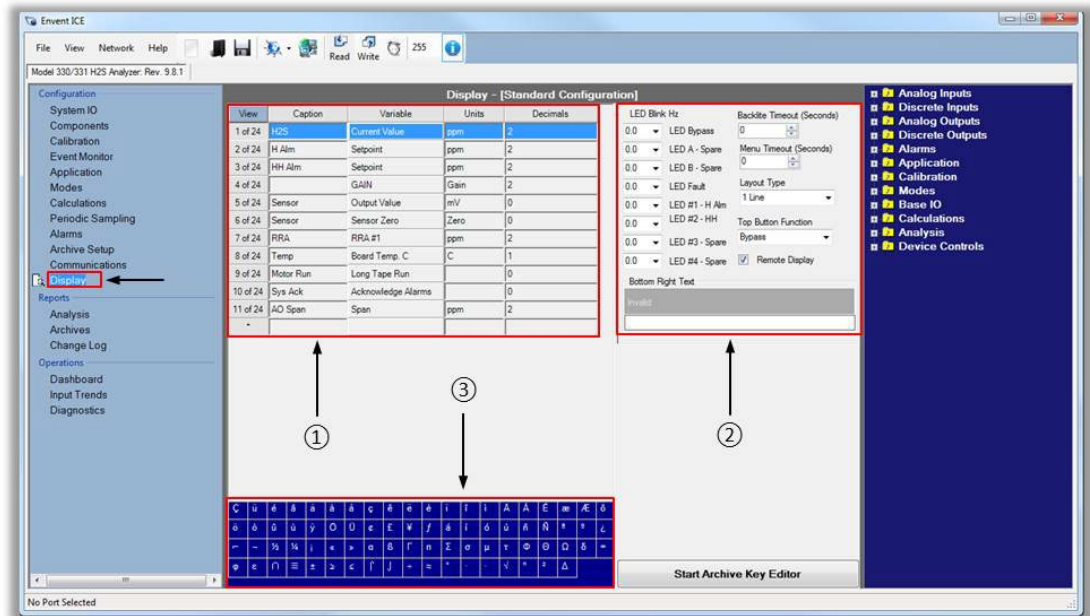 Envent ICE
File View Network Help Read Write 255
Model 330/331 H2S Analyzer: Rev. 9.8.1
Configuration
System IO
Components
Calibration
Event Monitor
Application
Modes
Calculations
Periodic Sampling
Alarms
Archive Setup
Communications
Display
Reports
Analysis
Archives
Change Log
Operations
Dashboard
Input Trends
Diagnostics
Display - [Standard Configuration]
View Caption Variable Units Decimals
1 of 24 H2S Current Value ppm 2
2 of 24 H Alm Setpoint ppm 2
3 of 24 HH Alm Setpoint ppm 2
4 of 24 GAIN Gain 2
5 of 24 Sensor Output Value mV 0
6 of 24 Sensor Sensor Zero Zero 0
7 of 24 RRA RRA #1 ppm 2
8 of 24 Temp Board Temp. C C 1
9 of 24 Motor Run Long Tape Run 0
10 of 24 Sys Ack Acknowledge Alarms 0
11 of 24 AO Span Span ppm 2
*
①
③
LED Blink Hz
0.0 LED Bypass
0.0 LED A - Spare
0.0 LED B - Spare
0.0 LED Fault
0.0 LED #1 - H Alm
0.0 LED #2 - HH
0.0 LED #3 - Spare
0.0 LED #4 - Spare
Backlite Timeout (Seconds)
0
Menu Timeout (Seconds)
0
Layout Type
1 Line
Top Button Function
Bypass
Remote Display
Bottom Right Text
Invalid
②
Start Archive Key Editor
Analog Inputs
Discrete Inputs
Analog Outputs
Discrete Outputs
Alarms
Application
Calibration
Modes
Base IO
Calculations
Analysis
Device Controls
No Port Selected